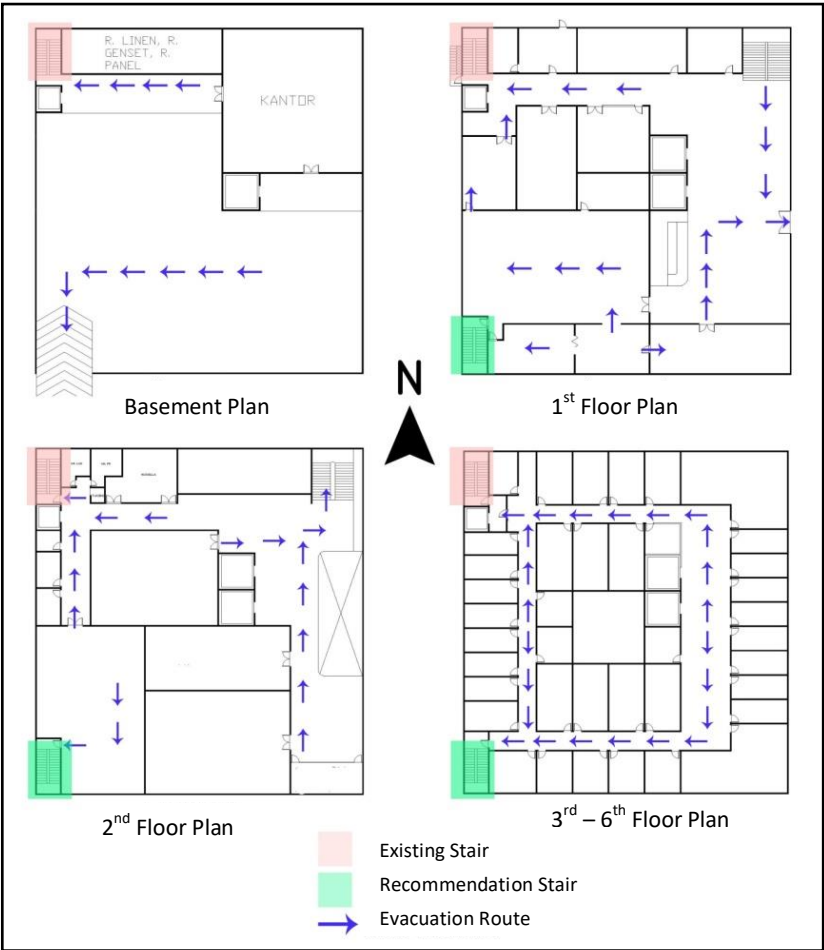 R. LINEN, R.
GENSET, R.
PANEL
KANTOR
Basement Plan
1st Floor Plan
N
2nd Floor Plan
3rd – 6th Floor Plan
Existing Stair
Recommendation Stair
Evacuation Route